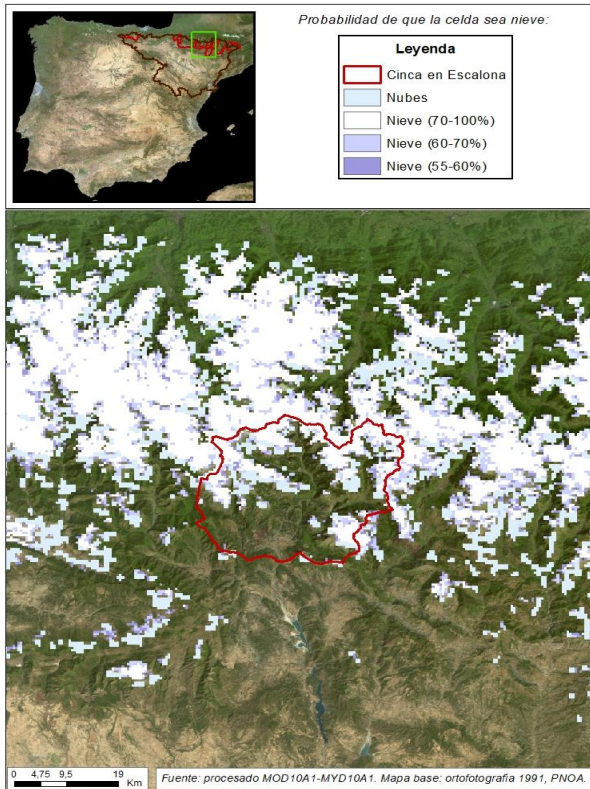 Probabilidad de que la celda sea nieve:
Leyenda
Cinca en Escalona
Nubes
Nieve (70-100%)
Nieve (60-70%)
Nieve (55-60%)
0 4,75 9,5 19
Km
Fuente: procesado MOD10A1-MYD10A1. Mapa base: ortofotografia 1991, PNOA.